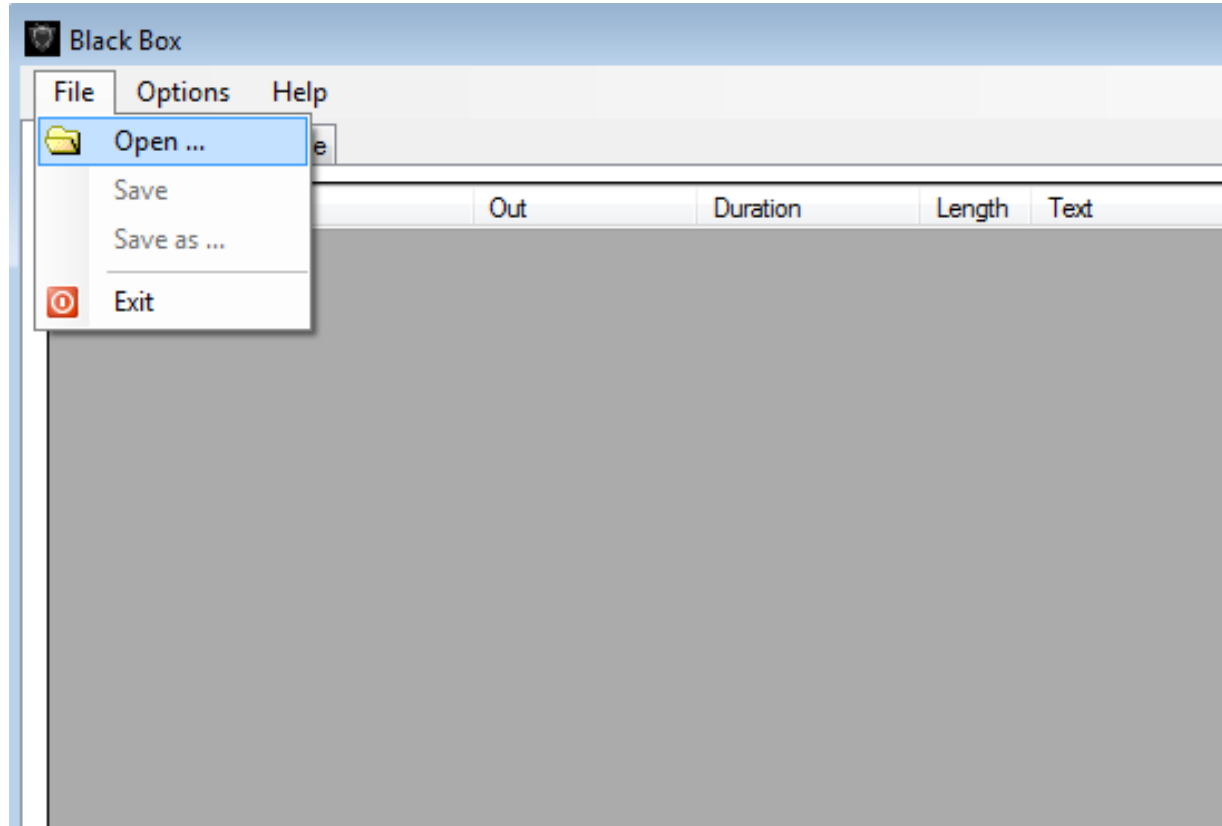 Black Box
File Options Help
Open ...
Save
Out Duration Length Text
Save as ...
Exit